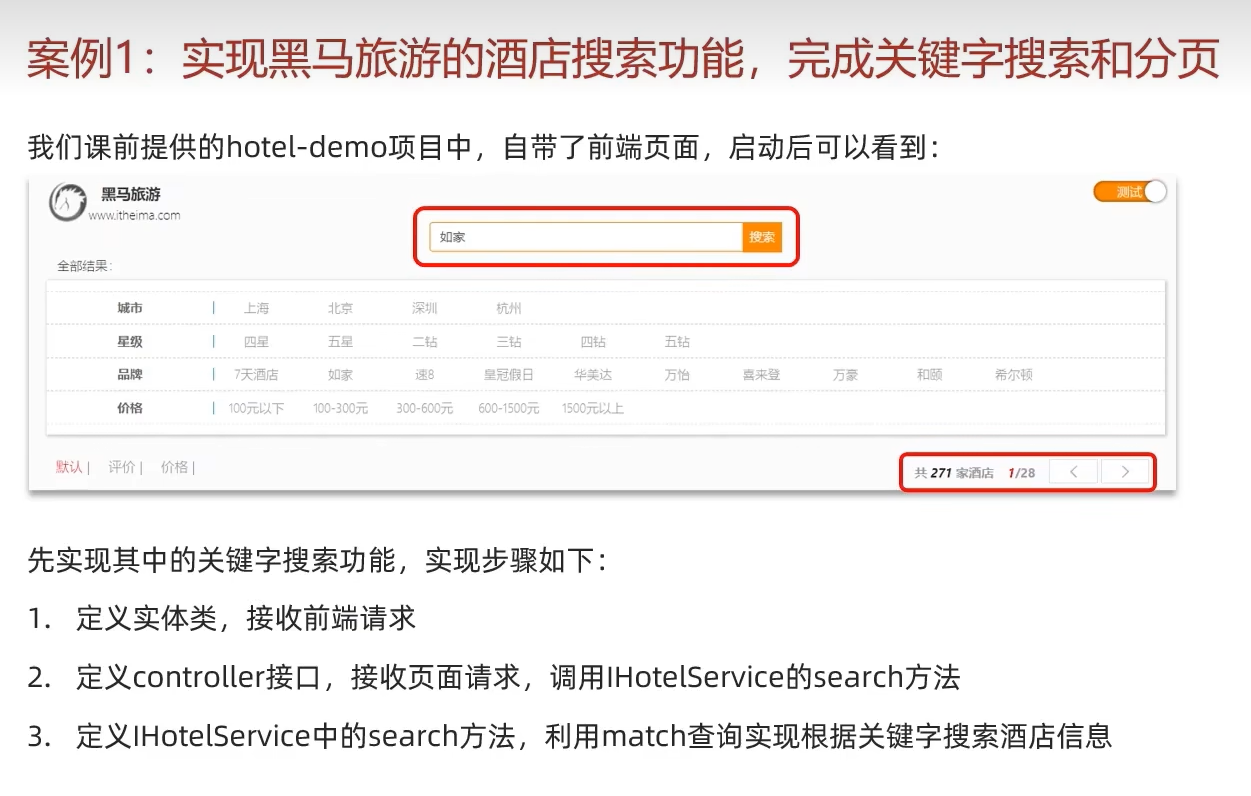 案例1：实现黑马旅游的酒店搜索功能，完成关键字搜索和分页
我们课前提供的hotel-demo项目中，自带了前端页面，启动后可以看到：
黑马旅游
www.itheima.com
测试
如家 搜索
全部结果：
城市 | 上海 北京 深圳 杭州
星级 | 四星 五星 二钻 三钻 四钻 五钻
品牌 | 7天酒店 如家 速8 皇冠假日 华美达 万怡 喜来登 万豪 和颐 希尔顿
价格 | 100元以下 100-300元 300-600元 600-1500元 1500元以上
默认 | 评价 | 价格 | 共 271 家酒店 1/28 < >
先实现其中的关键字搜索功能，实现步骤如下：
1. 定义实体类，接收前端请求
2. 定义controller接口，接收页面请求，调用IHotelService的search方法
3. 定义IHotelService中的search方法，利用match查询实现根据关键字搜索酒店信息